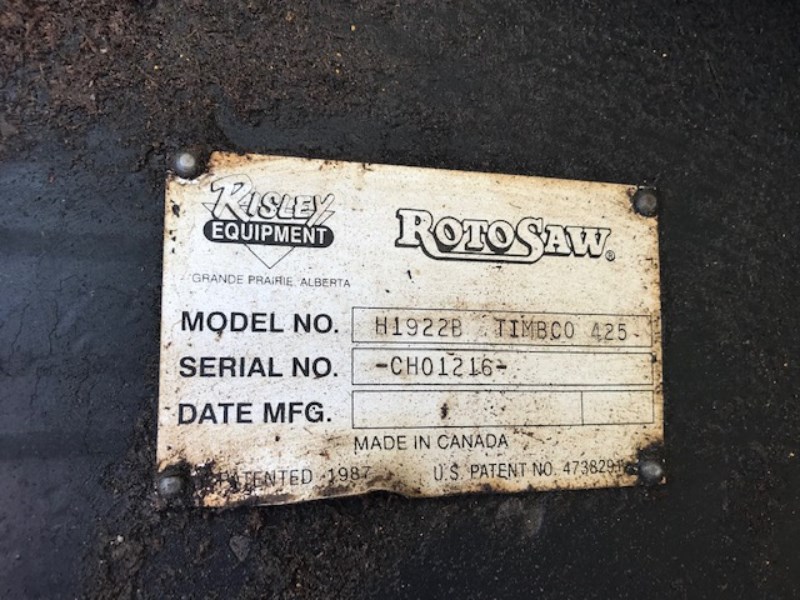 RISLEY
EQUIPMENT
ROTOSAW®
GRANDE PRAIRIE, ALBERTA
MODEL NO. H1922B TIMBCO 425-
SERIAL NO. -CH01216-
DATE MFG.
MADE IN CANADA
PATENTED 1987 U.S. PATENT NO.